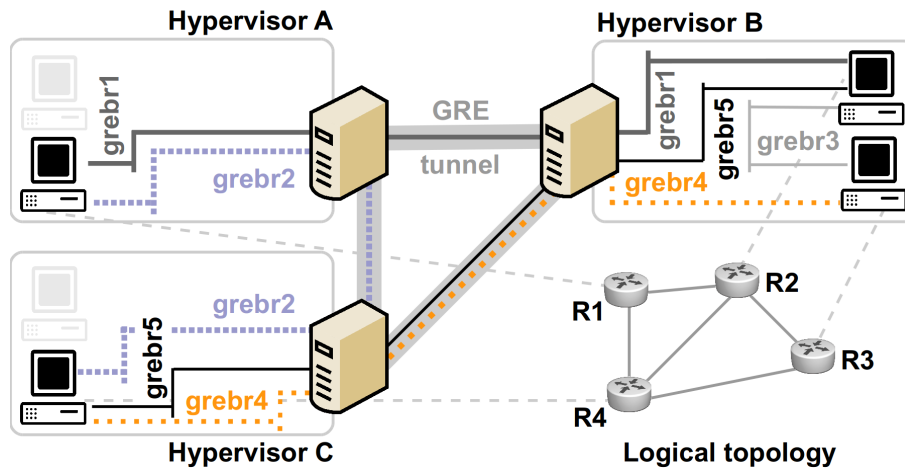 Hypervisor A
Hypervisor B
grebr1
grebr2
GRE
tunnel
grebr1
grebr5
grebr3
grebr4
grebr2
grebr5
grebr4
Hypervisor C
R1
R2
R3
R4
Logical topology